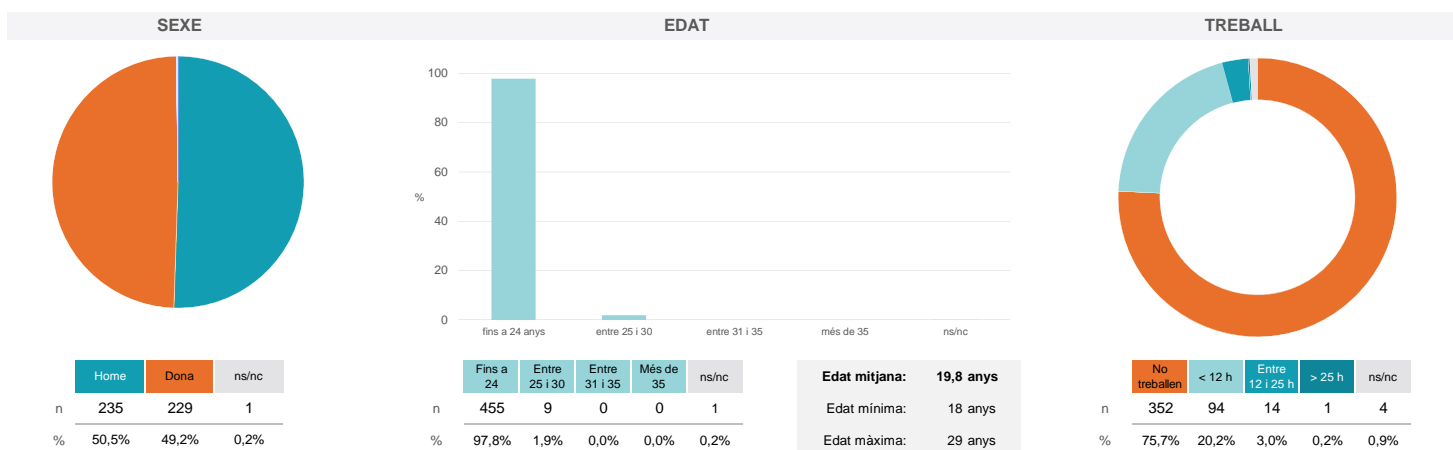 SEXE
EDAT
TREBALL
100
80
60
%
40
20
0
fins a 24 anys
entre 25 i 30
entre 31 i 35
més de 35
ns/nc
Home Dona ns/nc
n 235 229 1
% 50,5% 49,2% 0,2%
Fins a Entre Entre Més de
24 25 i 30 31 i 35 35 ns/nc
n 455 9 0 0 1
% 97,8% 1,9% 0,0% 0,0% 0,2%
Edat mitjana: 19,8 anys
Edat mínima: 18 anys
Edat màxima: 29 anys
No Entre
treballen < 12 h 12 i 25 h > 25 h ns/nc
n 352 94 14 1 4
% 75,7% 20,2% 3,0% 0,2% 0,9%